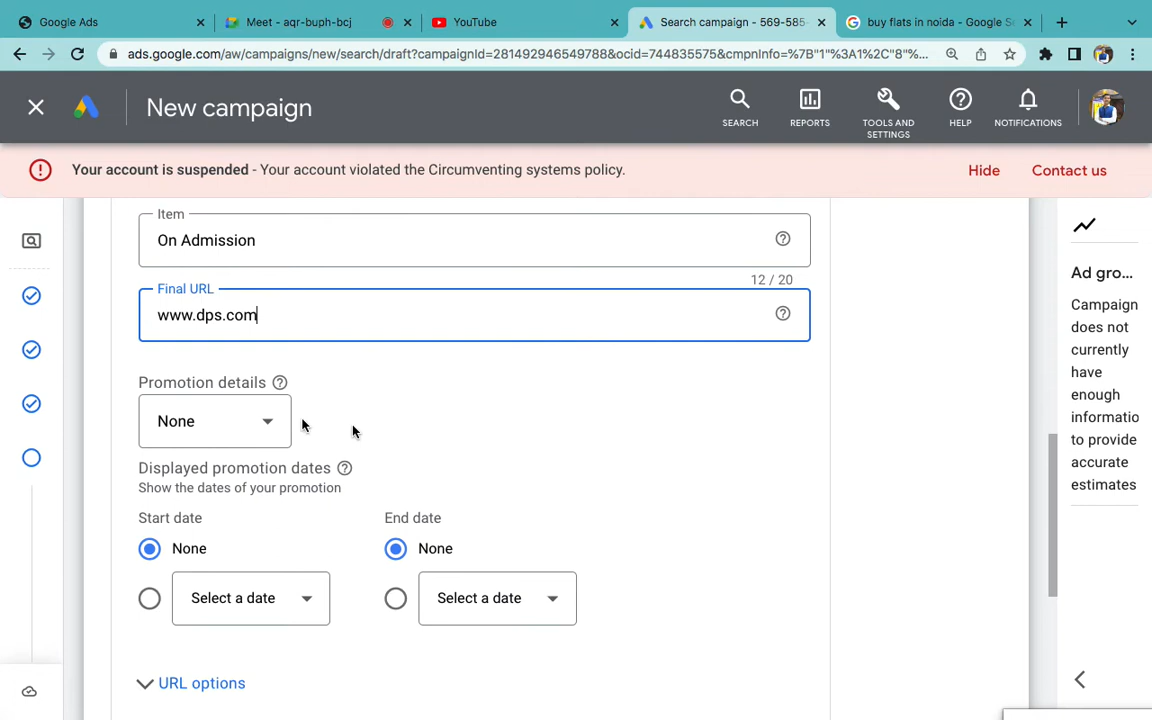 Google Ads
Meet - aqr-buph-bcj
YouTube
Search campaign - 569-585-
buy flats in noida - Google Se
ads.google.com/aw/campaigns/new/search/draft?campaignId=281492946549788&ocid=744835575&cmpnInfo=%7B"1"%3A1%2C"8"%...
New campaign
SEARCH
REPORTS
TOOLS AND
SETTINGS
HELP
NOTIFICATIONS
Your account is suspended - Your account violated the Circumventing systems policy.
Hide
Contact us
Item
On Admission
12 / 20
Final URL
www.dps.com
Promotion details
None
Displayed promotion dates
Show the dates of your promotion
Start date
End date
None
None
Select a date
Select a date
URL options
Ad gro...
Campaign
does not
currently
have
enough
informatio
to provide
accurate
estimates